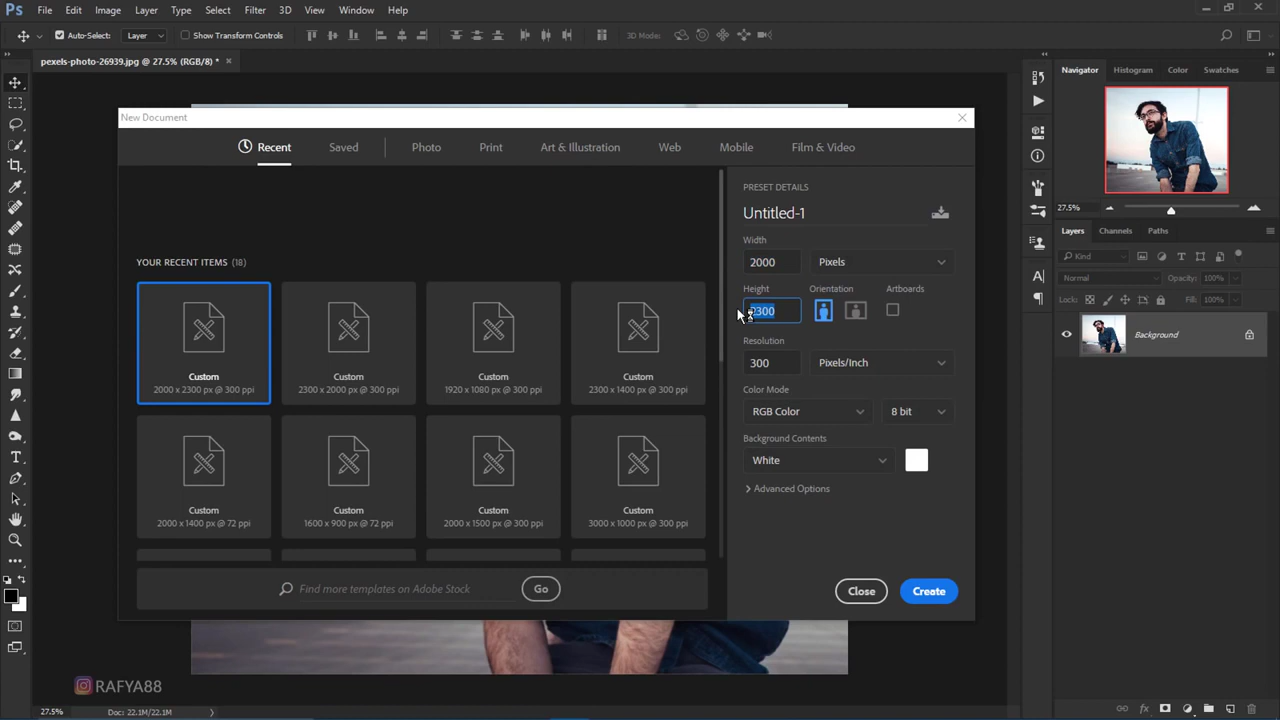 Ps File Edit Image Layer Type Select Filter 3D View Window Help
Auto-Select: Layer Show Transform Controls 3D Mode:
pexels-photo-26939.jpg @ 27.5% (RGB/8) *
Navigator Histogram Color Swatches
New Document
Recent Saved Photo Print Art & Illustration Web Mobile Film & Video
PRESET DETAILS
Untitled-1
27.5%
Layers Channels Paths
Width
2000 Pixels
Kind
YOUR RECENT ITEMS (18)
Normal Opacity: 100%
Height Orientation Artboards
Lock: Fill: 100%
2300
Background
Resolution
300 Pixels/Inch
Custom Custom Custom Custom
2000 x 2300 px @ 300 ppi 2300 x 2000 px @ 300 ppi 1920 x 1080 px @ 300 ppi 2300 x 1400 px @ 300 ppi
Color Mode
RGB Color 8 bit
Background Contents
White
Advanced Options
Custom Custom Custom Custom
2000 x 1400 px @ 72 ppi 1600 x 900 px @ 72 ppi 2000 x 1500 px @ 300 ppi 3000 x 1000 px @ 300 ppi
Find more templates on Adobe Stock Go
Close Create
RAFYA88
27.5% Doc: 22.1M/22.1M